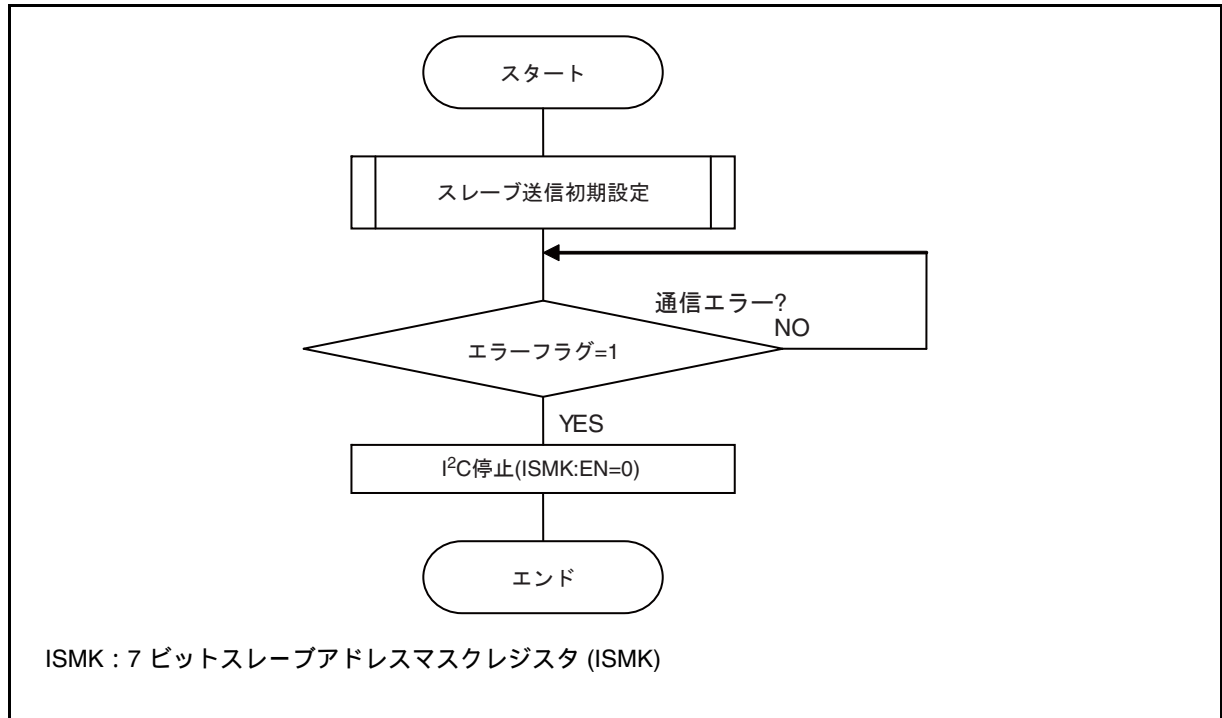 スタート
スレーブ送信初期設定
通信エラー?
NO
エラーフラグ=1
YES
I²C停止(ISMK:EN=0)
エンド
ISMK : 7 ビットスレーブアドレスマスクレジスタ (ISMK)